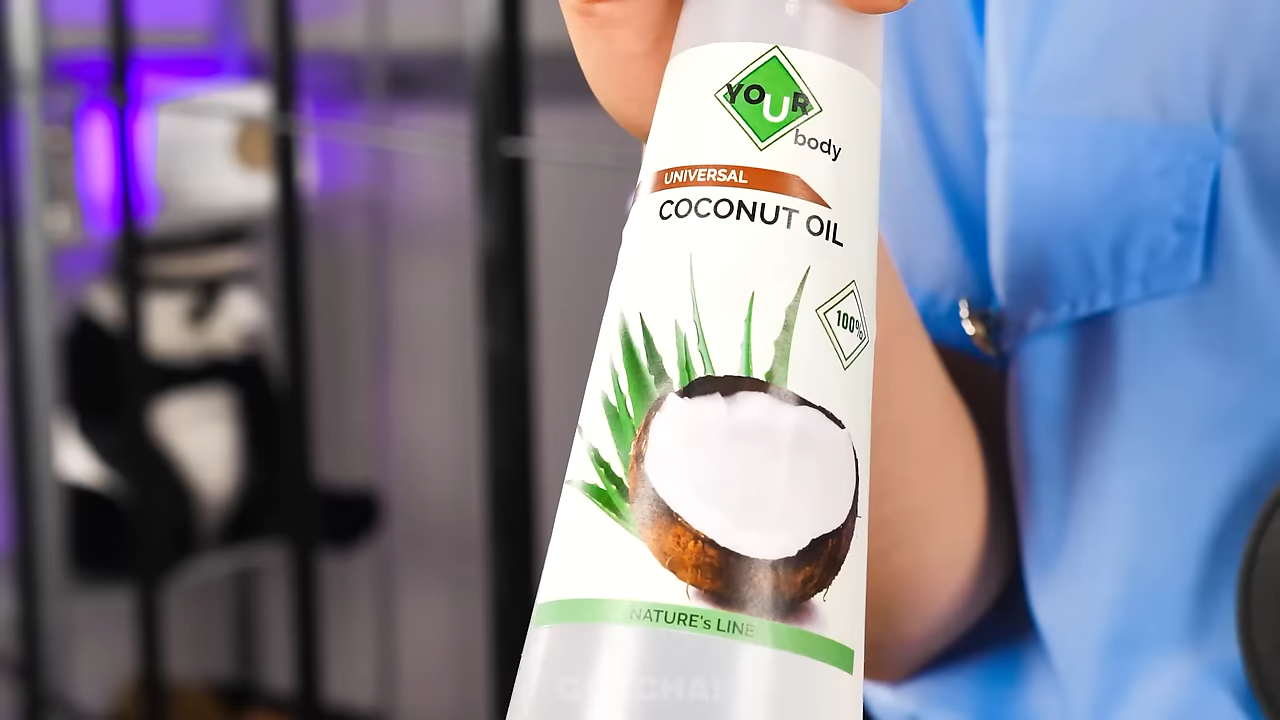 YOUR
body
UNIVERSAL
COCONUT OIL
100%
NATURE's LINE